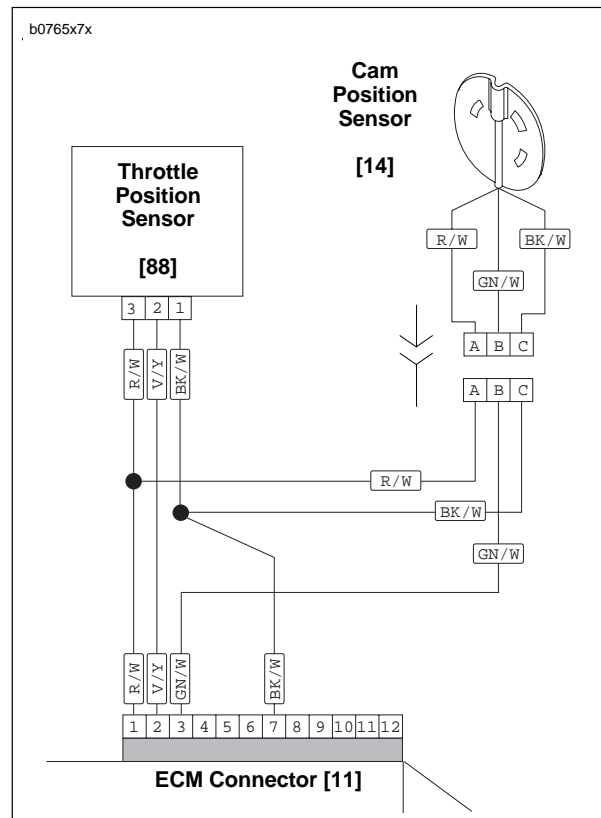 b0765x7x
Cam
Position
Sensor
[14]
Throttle
Position
Sensor
[88]
R/W
BK/W
GN/W
3 2 1
A B C
R/W
V/Y
BK/W
A B C
R/W
BK/W
GN/W
R/W
V/Y
GN/W
BK/W
1 2 3 4 5 6 7 8 9 10 11 12
ECM Connector [11]